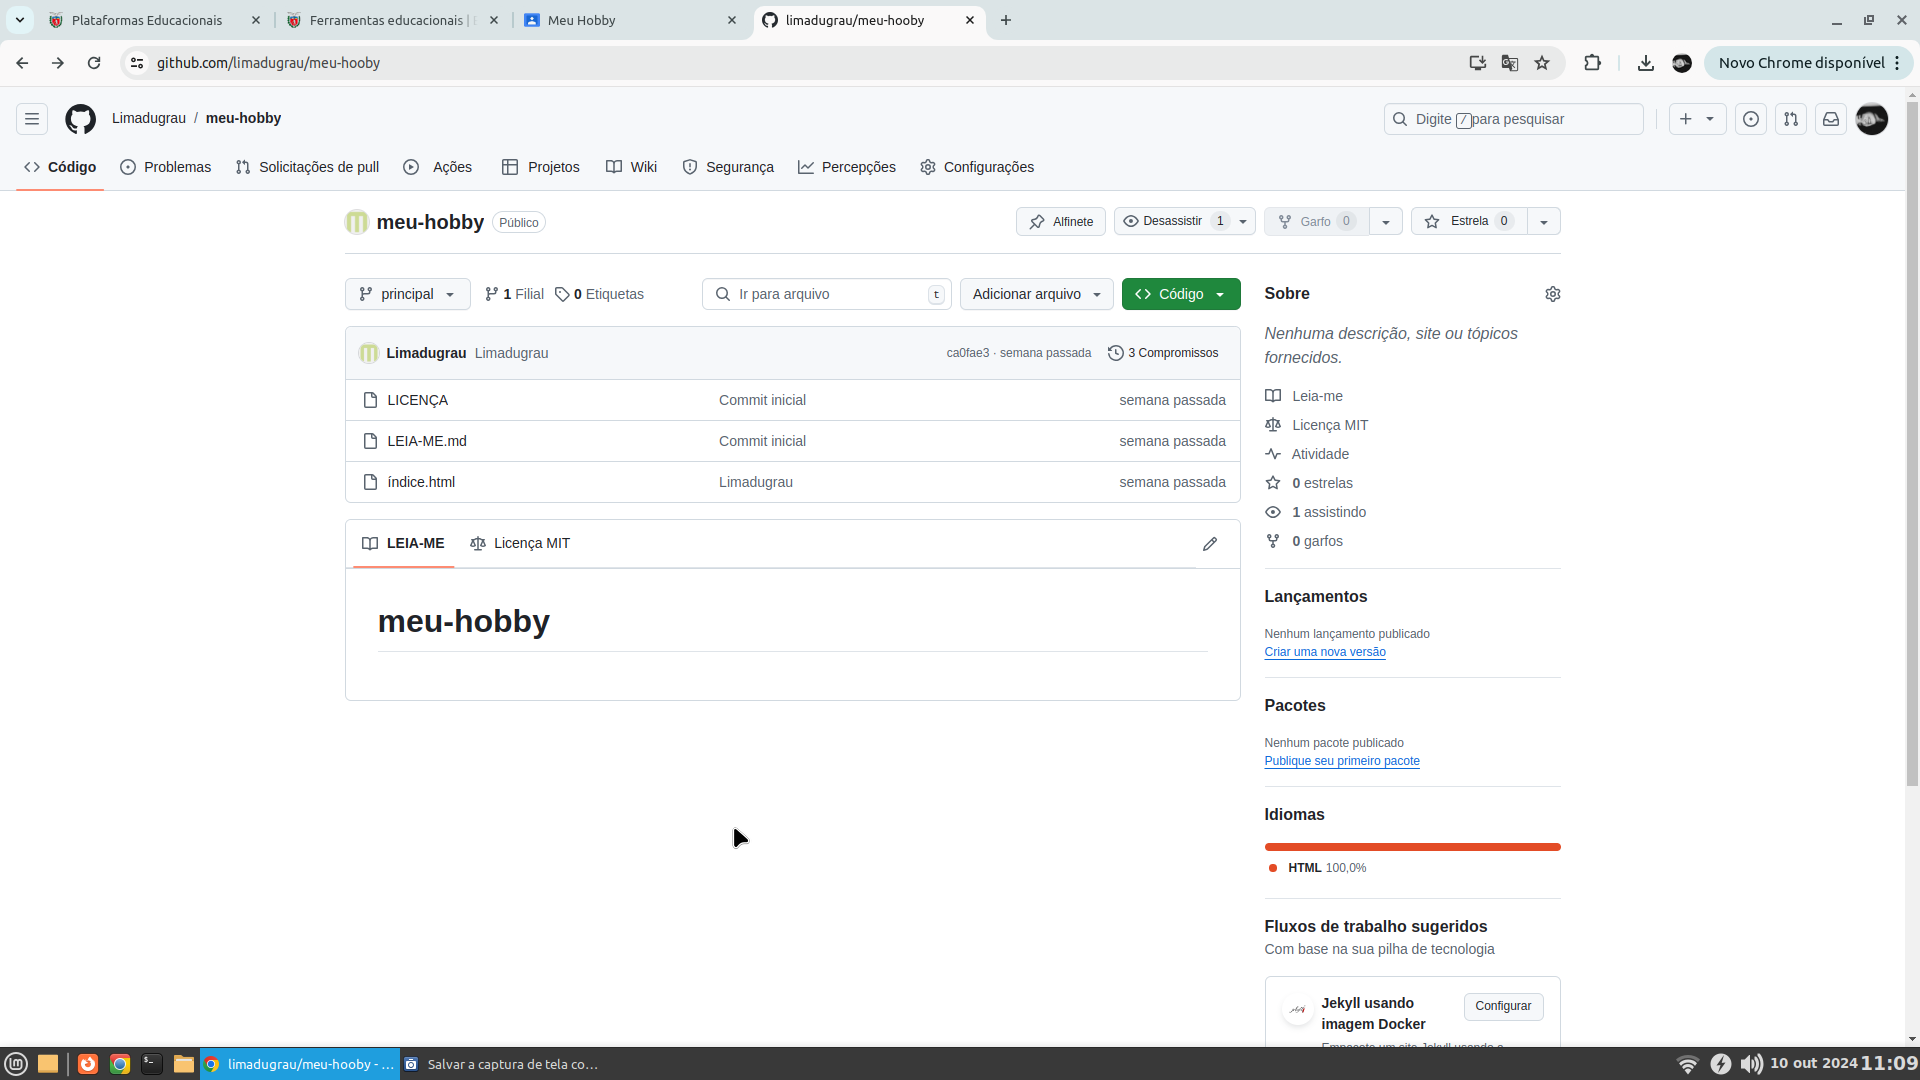 Plataformas Educacionais
Ferramentas educacionais |
Meu Hobby
limadugrau/meu-hooby
github.com/limadugrau/meu-hooby
Novo Chrome disponível
Limadugrau / meu-hobby
Digite / para pesquisar
Código
Problemas
Solicitações de pull
Ações
Projetos
Wiki
Segurança
Percepções
Configurações
meu-hobby Público
Alfinete
Desassistir 1
Garfo 0
Estrela 0
principal
1 Filial
0 Etiquetas
Ir para arquivo t
Adicionar arquivo
Código
Limadugrau Limadugrau
ca0fae3 · semana passada
3 Compromissos
LICENÇA Commit inicial semana passada
LEIA-ME.md Commit inicial semana passada
índice.html Limadugrau semana passada
LEIA-ME
Licença MIT
meu-hobby
Sobre
Nenhuma descrição, site ou tópicos
fornecidos.
Leia-me
Licença MIT
Atividade
0 estrelas
1 assistindo
0 garfos
Lançamentos
Nenhum lançamento publicado
Criar uma nova versão
Pacotes
Nenhum pacote publicado
Publique seu primeiro pacote
Idiomas
HTML 100,0%
Fluxos de trabalho sugeridos
Com base na sua pilha de tecnologia
Jekyll usando
imagem Docker
Configurar
limadugrau/meu-hooby - ...
Salvar a captura de tela co...
10 out 2024 11:09